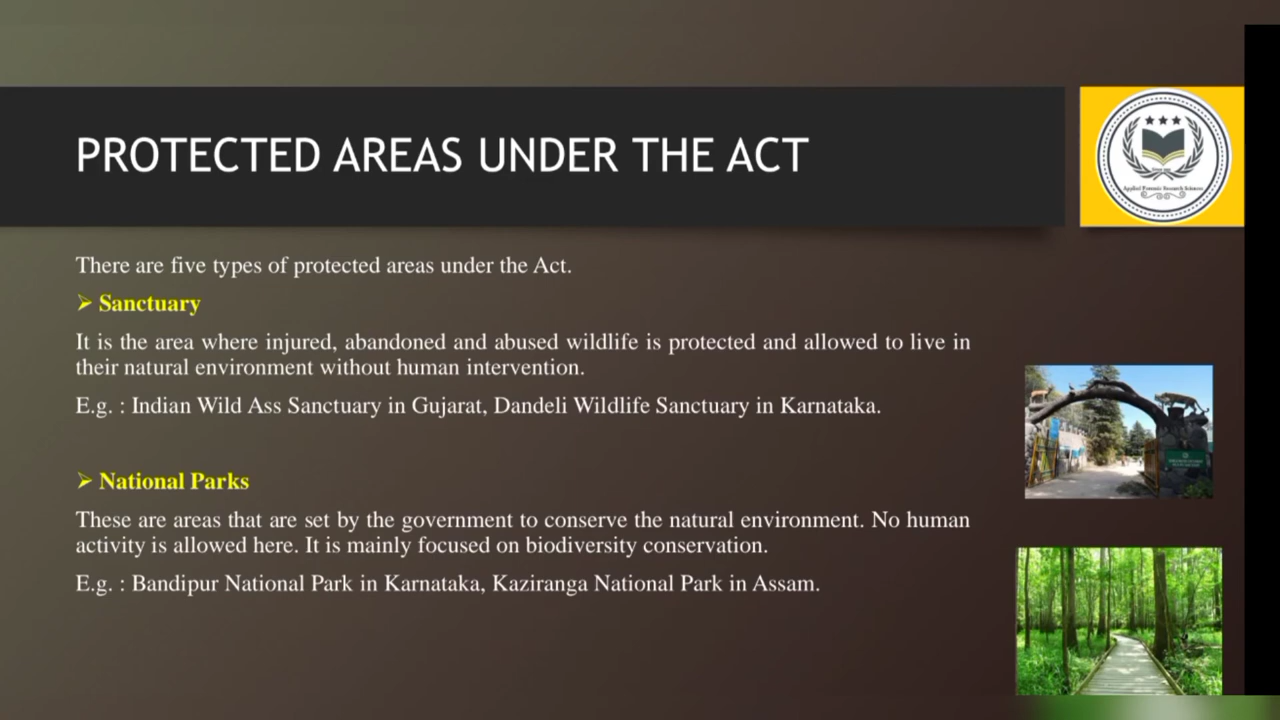 PROTECTED AREAS UNDER THE ACT
Applied Forensic Research Sciences
There are five types of protected areas under the Act.
➢ Sanctuary
It is the area where injured, abandoned and abused wildlife is protected and allowed to live in
their natural environment without human intervention.
E.g. : Indian Wild Ass Sanctuary in Gujarat, Dandeli Wildlife Sanctuary in Karnataka.
➢ National Parks
These are areas that are set by the government to conserve the natural environment. No human
activity is allowed here. It is mainly focused on biodiversity conservation.
E.g. : Bandipur National Park in Karnataka, Kaziranga National Park in Assam.